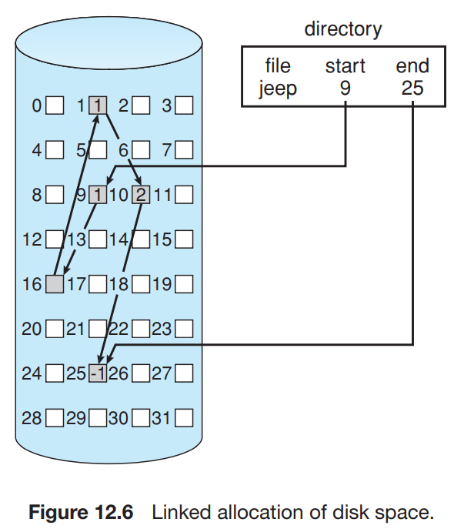 directory
file start end
jeep 9 25
0 1 1 2 3
4 5 6 7
8 9 1 10 2 11
12 13 14 15
16 17 18 19
20 21 22 23
24 25 -1 26 27
28 29 30 31
Figure 12.6 Linked allocation of disk space.